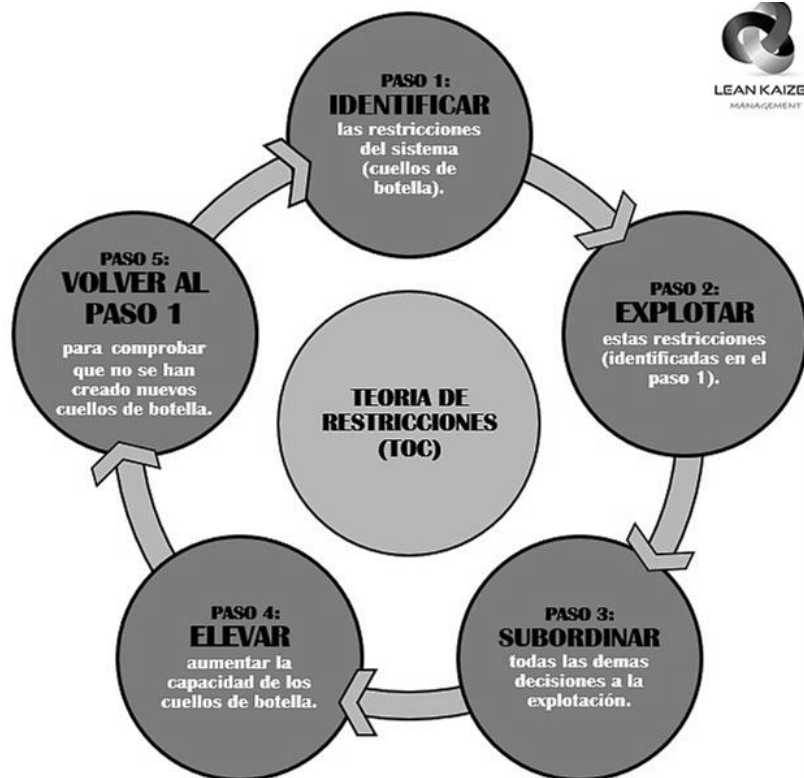 LEAN KAIZE
MANAGEMENT
PASO 1:
IDENTIFICAR
las restricciones
del sistema
(cuellos de
botella).
PASO 2:
EXPLOTAR
estas restricciones
(identificadas en el
paso 1).
PASO 3:
SUBORDINAR
todas las demas
decisiones a la
explotación.
PASO 4:
ELEVAR
aumentar la
capacidad de los
cuellos de botella.
PASO 5:
VOLVER AL
PASO 1
para comprobar
que no se han
creado nuevos
cuellos de botella.
TEORIA DE
RESTRICCIONES
(TOC)